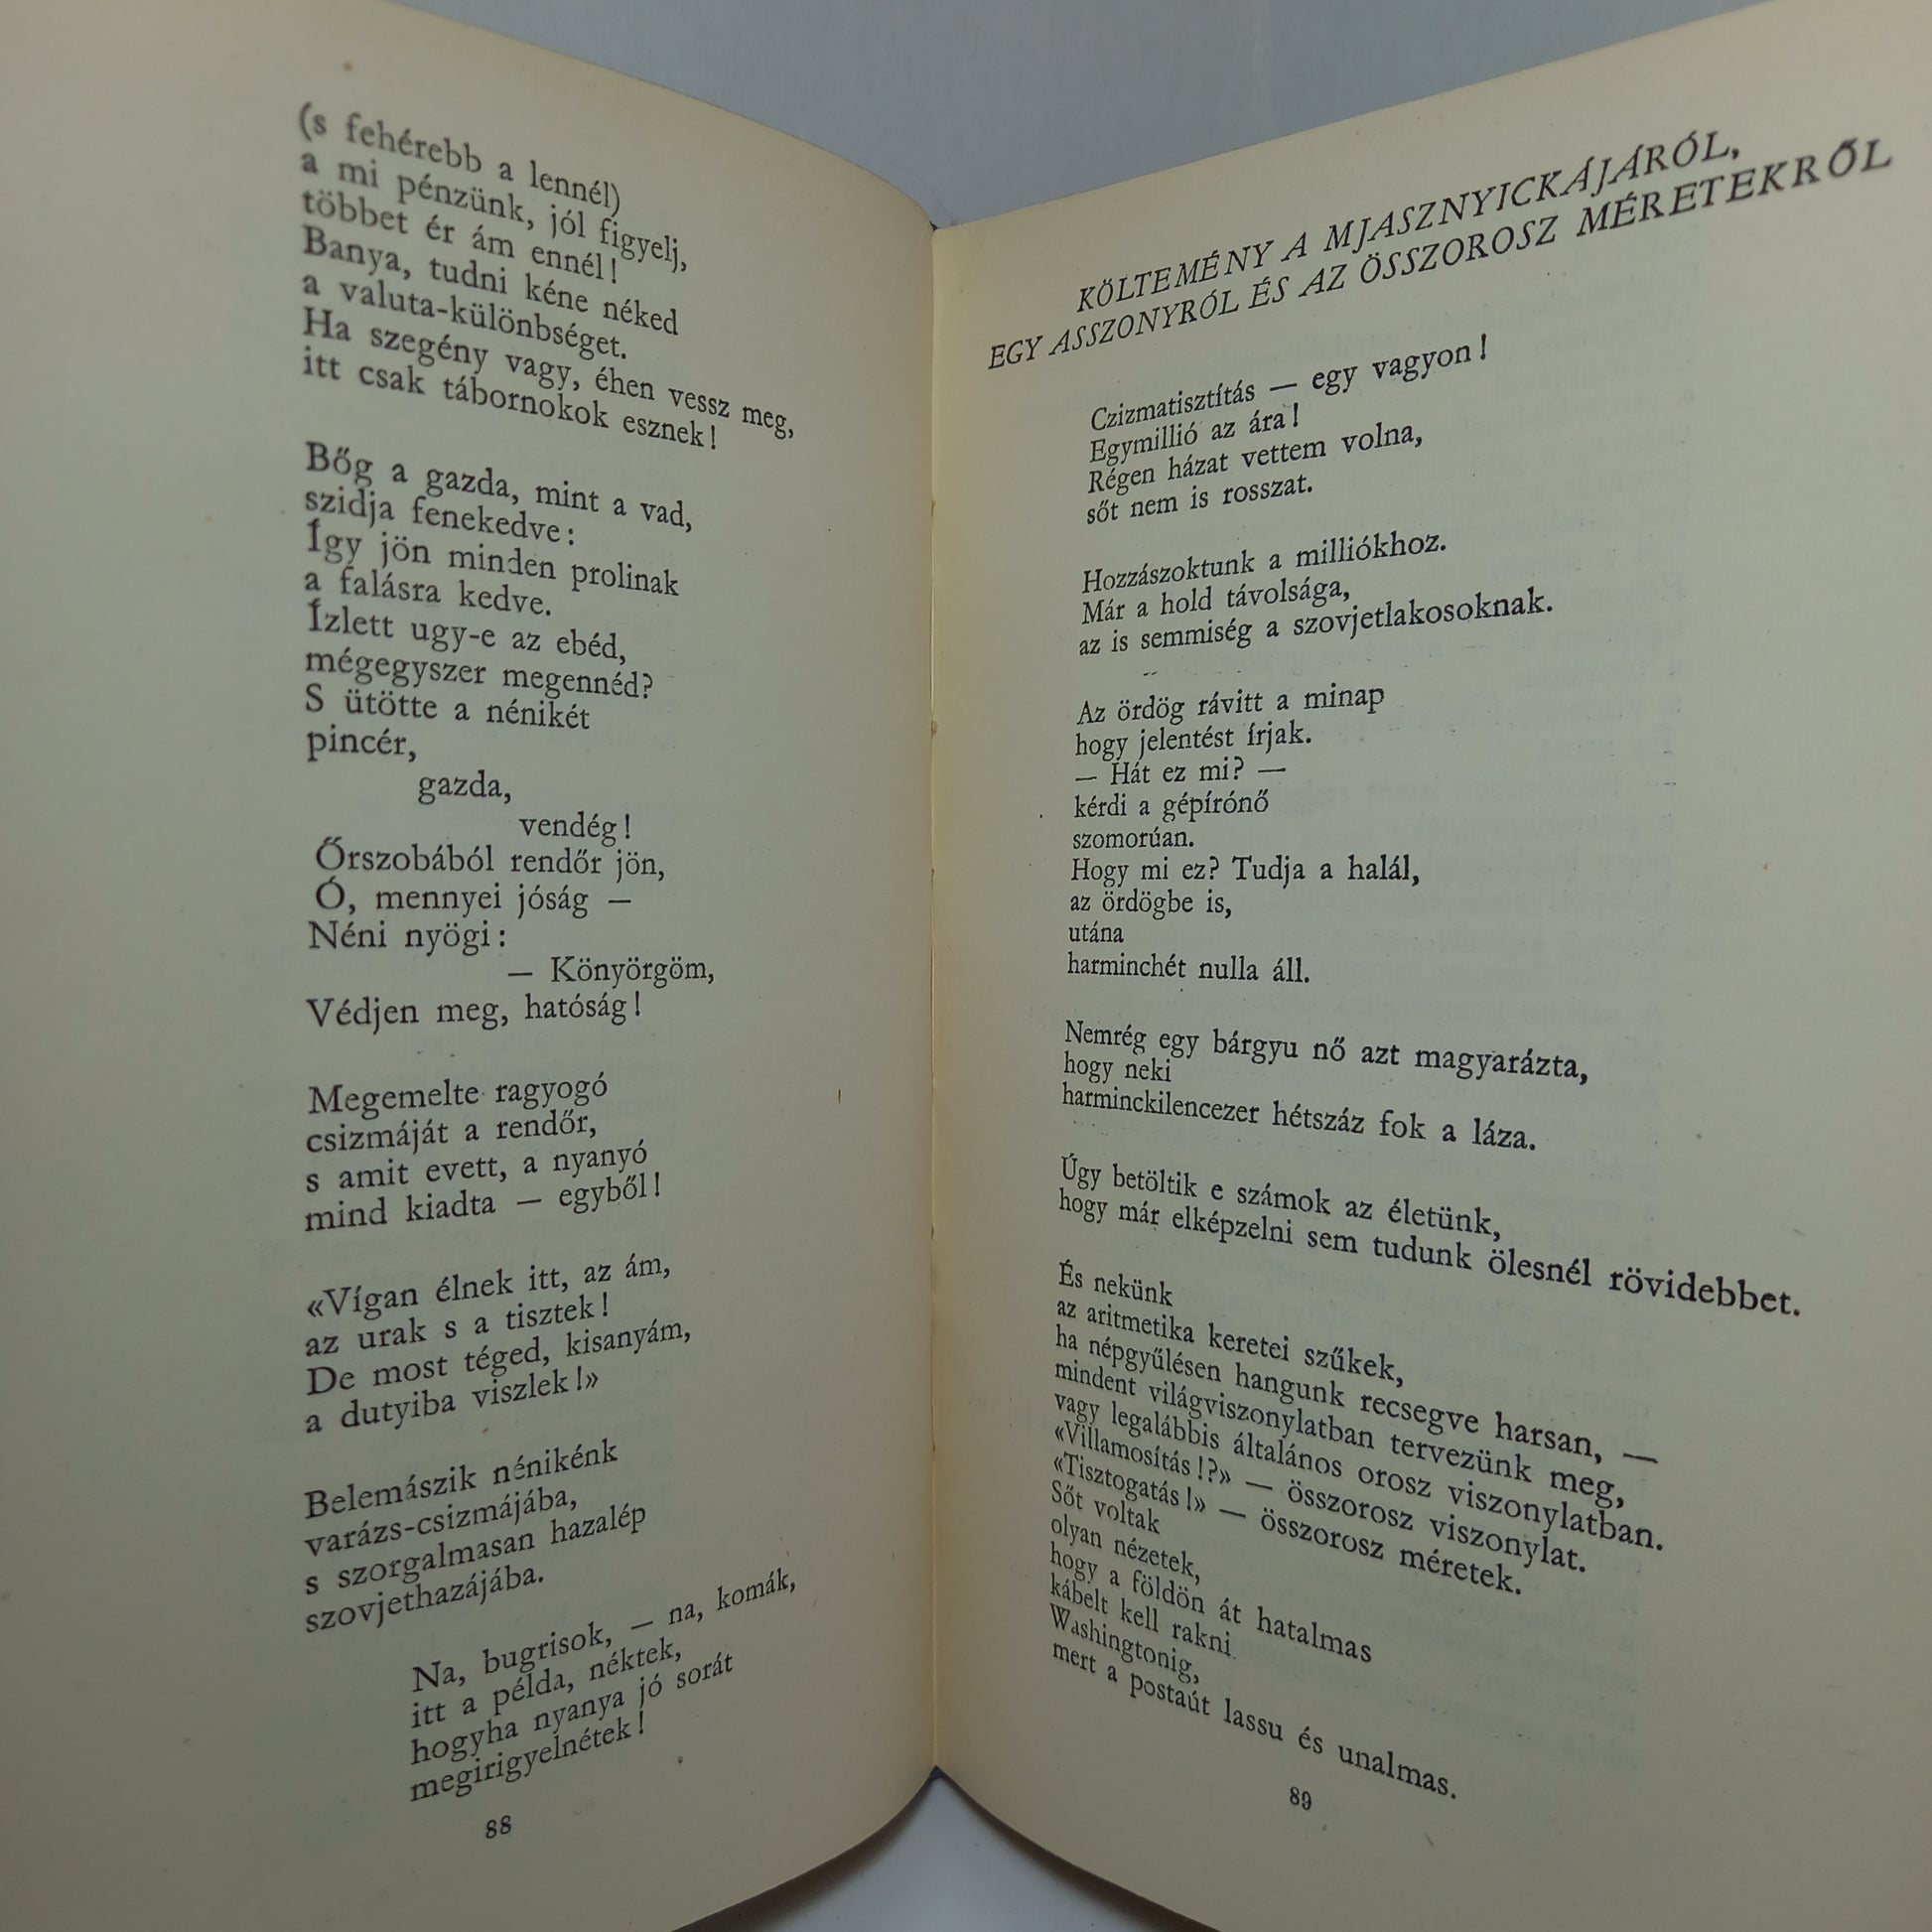 (s fehérebb a lennél)
a mi pénzünk, jól figyelj,
többet ér ám ennél!
Banya, tudni kéne néked
a valuta-különbséget.
Ha szegény vagy, éhen vessz meg,
itt csak tábornokok esznek!
Bőg a gazda, mint a vad,
szidja fenekedve:
Így jön minden prolinak
a falásra kedve.
Ízlett ugy-e az ebéd,
mégegyszer megennéd?
S ütötte a nénikét
pincér,
gazda,
vendég!
Őrszobából rendőr jön,
Ó, mennyei jóság —
Néni nyögi:
— Könyörgöm,
Védjen meg, hatóság!
Megemelte ragyogó
csizmáját a rendőr,
s amit evett, a nyanyó
mind kiadta — egyből!
«Vígan élnek itt, az ám,
az urak s a tisztek!
De most téged, kisanyám,
a dutyiba viszlek!»
Belemászik nénikénk
varázs-csizmájába,
s szorgalmasan hazalép
szovjethazájába.
Na, bugrisok, — na, komák,
itt a példa, néktek,
hogyha nyanya jó sorát
megirigyelnétek!
88
KÖLTEMÉNY A MJASZNYICKÁJÁRÓL,
EGY ASSZONYRÓL ÉS AZ ÖSSZOROSZ MÉRETEKRŐL
Czizmatisztítás — egy vagyon!
Egymillió az ára!
Régen házat vettem volna,
sőt nem is rosszat.
Hozzászoktunk a milliókhoz.
Már a hold távolsága,
az is semmiség a szovjetlakosoknak.
Az ördög rávitt a minap
hogy jelentést írjak.
— Hát ez mi? —
kérdi a gépírónő
szomorúan.
Hogy mi ez? Tudja a halál,
az ördögbe is,
utána
harminchét nulla áll.
Nemrég egy bárgyu nő azt magyarázta,
hogy neki
harminckilencezer hétszáz fok a láza.
Úgy betöltik e számok az életünk,
hogy már elképzelni sem tudunk ölesnél rövidebbet.
És nekünk
az aritmetika keretei szűkek,
ha népgyűlésen hangunk recsegve harsan, —
mindent világviszonylatban tervezünk meg,
vagy legalábbis általános orosz viszonylatban.
«Villamosítás!?» — összorosz viszonylat.
«Tisztogatás!» — összorosz méretek.
Sőt voltak
olyan nézetek,
hogy a földön át hatalmas
kábelt kell rakni
Washingtonig,
mert a postaút lassu és unalmas.
89